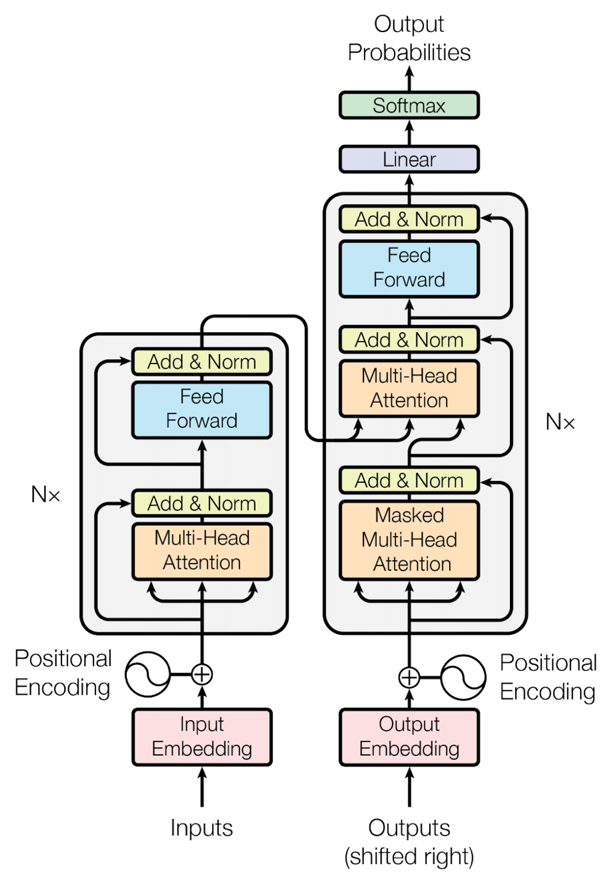 Output
Probabilities
Softmax
Linear
Add & Norm
Feed
Forward
Add & Norm
Multi-Head
Attention
Nx
Add & Norm
Masked
Multi-Head
Attention
Add & Norm
Feed
Forward
Nx
Add & Norm
Multi-Head
Attention
Positional
Encoding
Positional
Encoding
Input
Embedding
Output
Embedding
Inputs
Outputs
(shifted right)